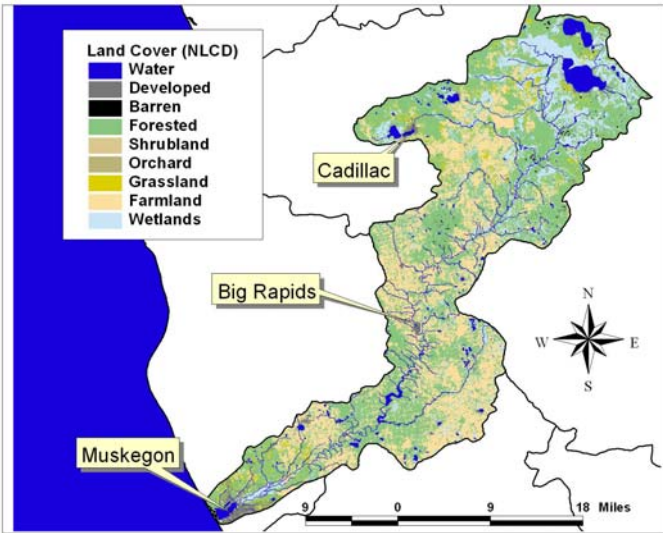 Land Cover (NLCD)
Water
Developed
Barren
Forested
Shrubland
Orchard
Grassland
Farmland
Wetlands
Cadillac
Big Rapids
N
W E
S
Muskegon
9 0 9 18 Miles